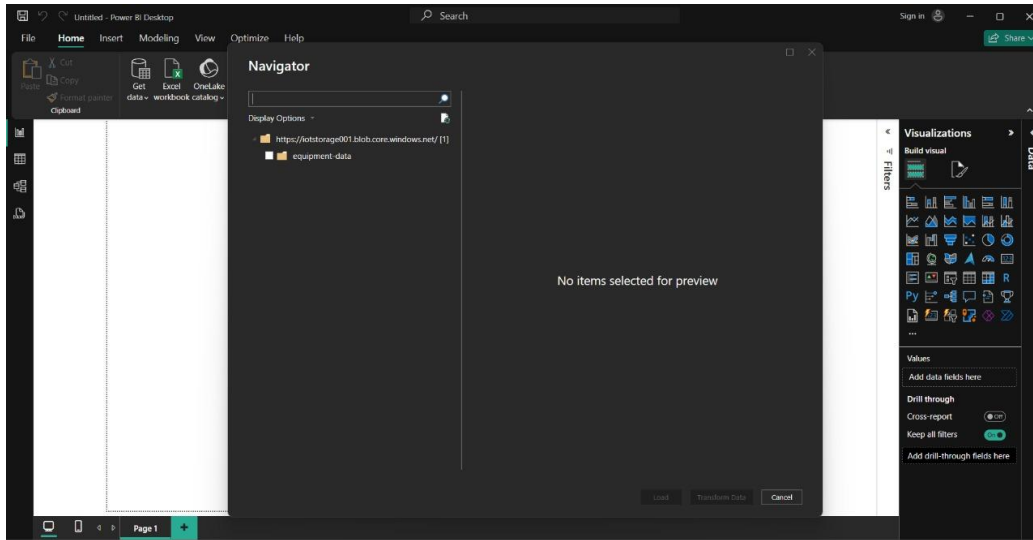 Untitled - Power BI Desktop
Search
Sign in
File Home Insert Modeling View Optimize Help
Share
Paste
Cut
Copy
Format painter
Clipboard
Get data
Excel workbook
OneLake catalog
Navigator
Display Options
https://iotstorage001.blob.core.windows.net/ [1]
equipment-data
No items selected for preview
Load
Transform Data
Cancel
Filters
Visualizations
Data
Build visual
R
Py
...
Values
Add data fields here
Drill through
Cross-report
Off
Keep all filters
On
Add drill-through fields here
Page 1